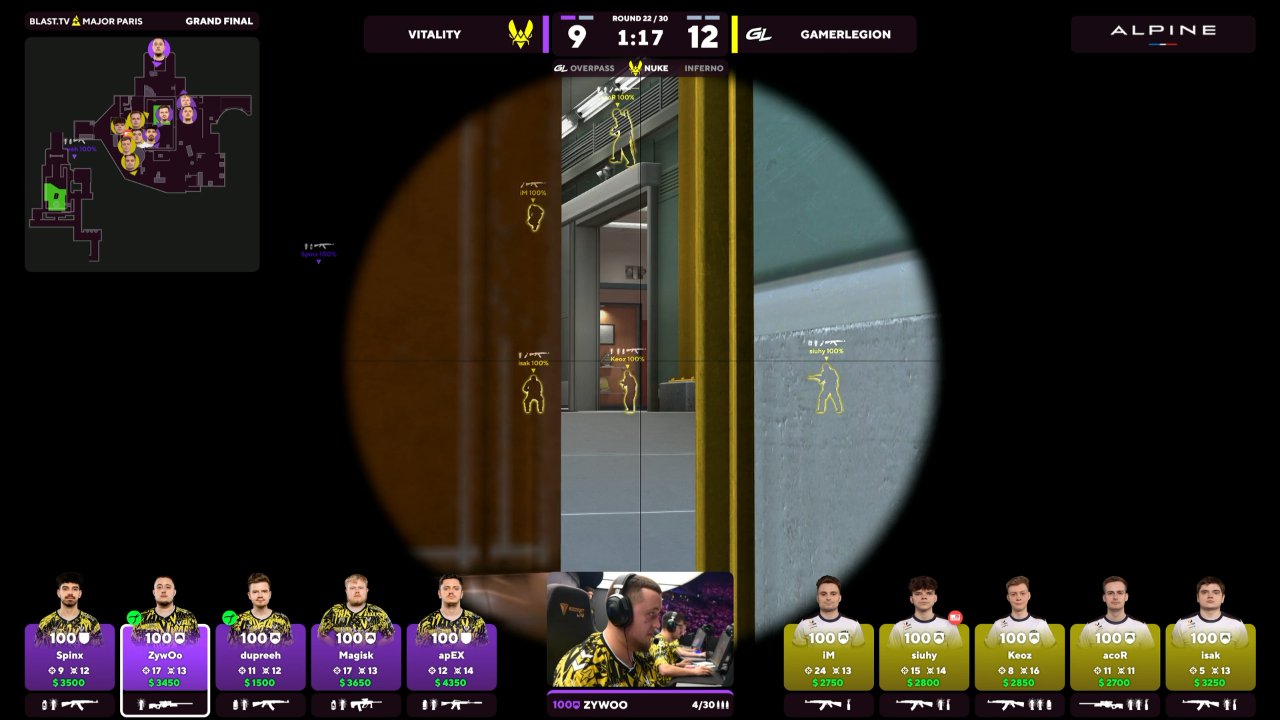 BLAST.TV MAJOR PARIS GRAND FINAL
VITALITY 9 ROUND 22 / 30 1:17 12 GL GAMERLEGION
ALPINE
GL OVERPASS NUKE INFERNO
R 100%
iM 100%
Spinx 100%
isak 100%
Keoz 100%
siuhy 100%
B
100 100 100 100 100
Spinx ZywOo dupreeh Magisk apEX
9 12 17 13 11 12 17 13 12 14
$3500 $3450 $1500 $3650 $4350
100 ZYWOO 4/30
100 100 100 100 100
iM siuhy Keoz acoR isak
24 13 15 14 8 16 11 11 5 13
$2750 $2800 $2850 $2700 $3250